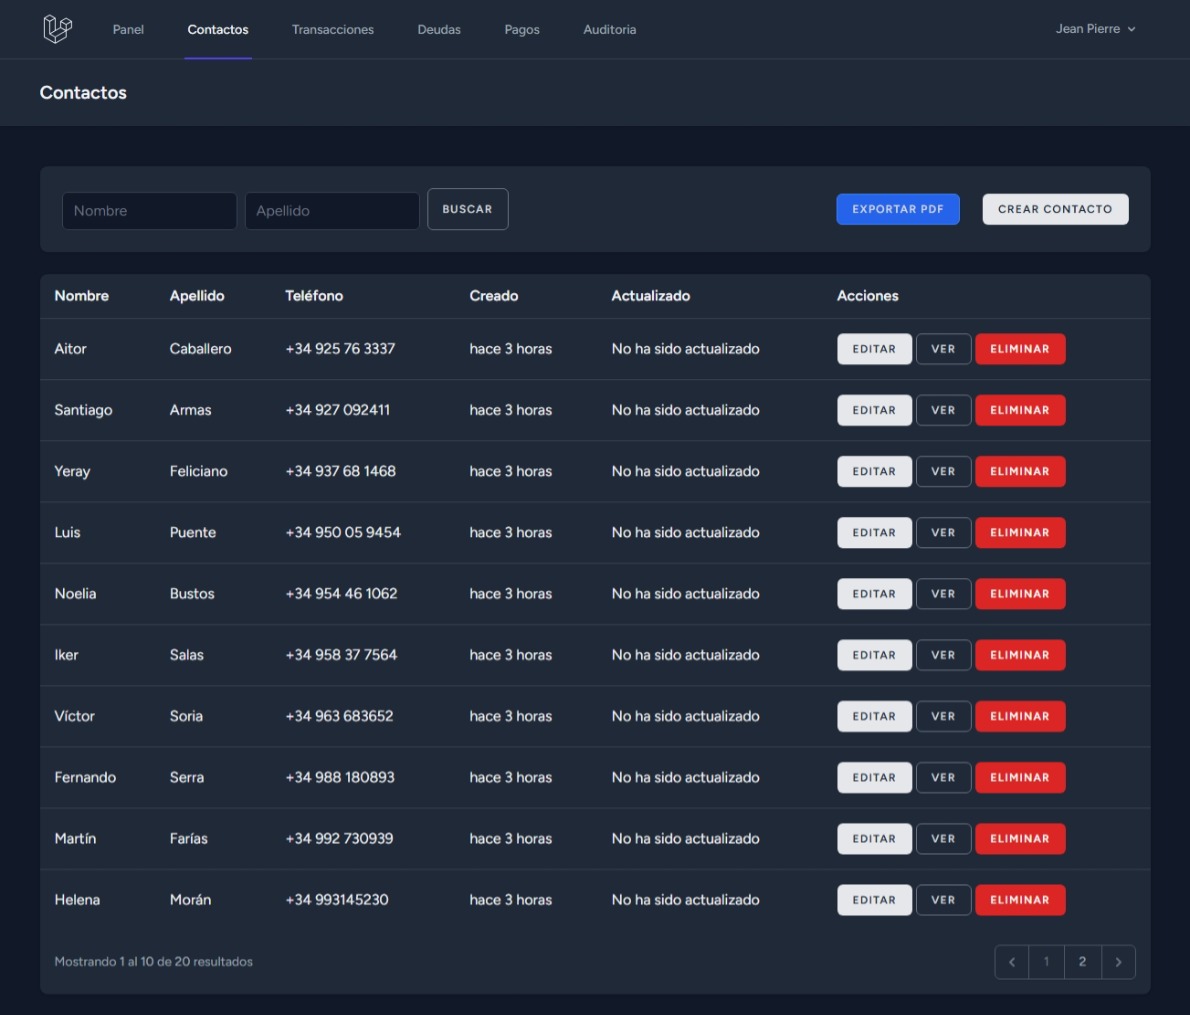 Panel Contactos Transacciones Deudas Pagos Auditoria Jean Pierre
Contactos
Nombre Apellido BUSCAR EXPORTAR PDF CREAR CONTACTO
Nombre Apellido Teléfono Creado Actualizado Acciones
Aitor Caballero +34 925 76 3337 hace 3 horas No ha sido actualizado EDITAR VER ELIMINAR
Santiago Armas +34 927 092411 hace 3 horas No ha sido actualizado EDITAR VER ELIMINAR
Yeray Feliciano +34 937 68 1468 hace 3 horas No ha sido actualizado EDITAR VER ELIMINAR
Luis Puente +34 950 05 9454 hace 3 horas No ha sido actualizado EDITAR VER ELIMINAR
Noelia Bustos +34 954 46 1062 hace 3 horas No ha sido actualizado EDITAR VER ELIMINAR
Iker Salas +34 958 37 7564 hace 3 horas No ha sido actualizado EDITAR VER ELIMINAR
Víctor Soria +34 963 683652 hace 3 horas No ha sido actualizado EDITAR VER ELIMINAR
Fernando Serra +34 988 180893 hace 3 horas No ha sido actualizado EDITAR VER ELIMINAR
Martín Farías +34 992 730939 hace 3 horas No ha sido actualizado EDITAR VER ELIMINAR
Helena Morán +34 993145230 hace 3 horas No ha sido actualizado EDITAR VER ELIMINAR
Mostrando 1 al 10 de 20 resultados 1 2